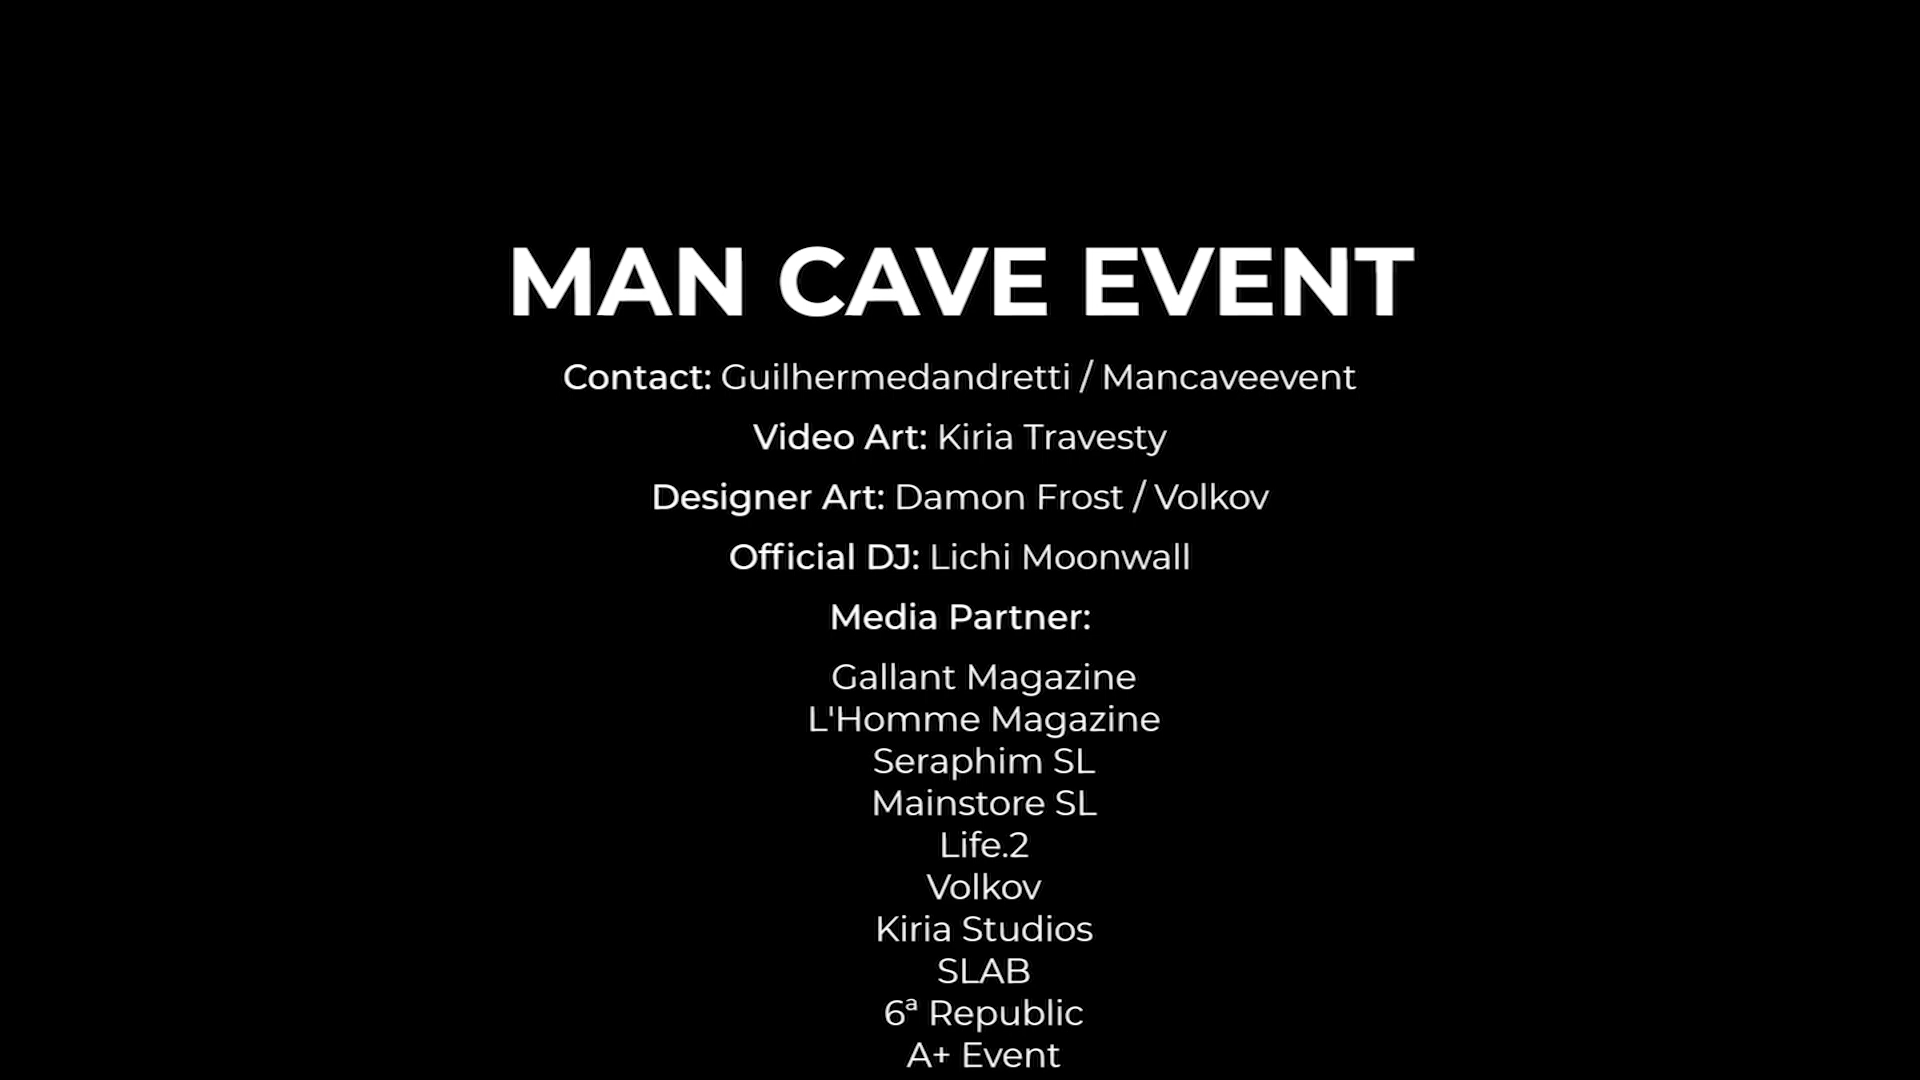 MAN CAVE EVENT
Contact: Guilhermedandretti / Mancaveevent
Video Art: Kiria Travesty
Designer Art: Damon Frost / Volkov
Official DJ: Lichi Moonwall
Media Partner:
Gallant Magazine
L'Homme Magazine
Seraphim SL
Mainstore SL
Life.2
Volkov
Kiria Studios
SLAB
6ª Republic
A+ Event